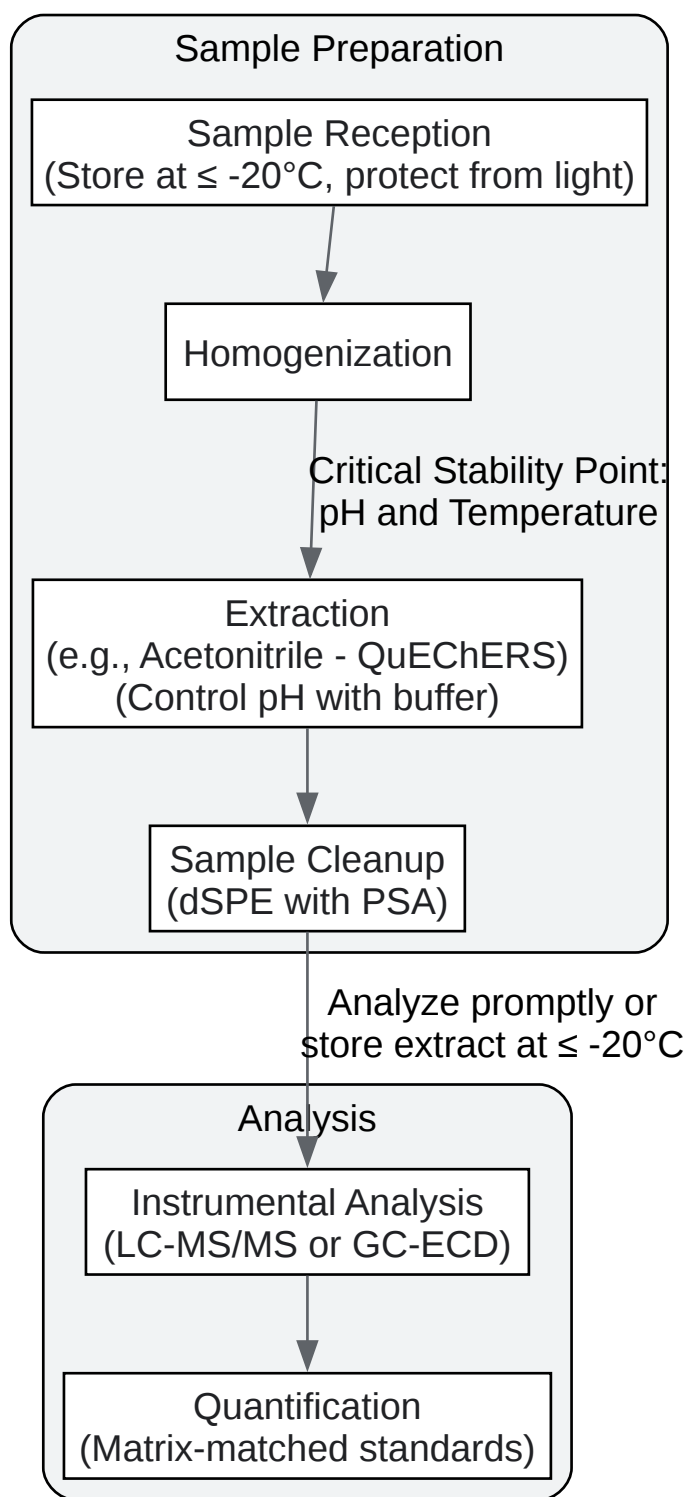 Sample Preparation
Sample Reception
(Store at ≤ -20°C, protect from light)
Homogenization
Critical Stability Point:
pH and Temperature
Extraction
(e.g., Acetonitrile - QuEChERS)
(Control pH with buffer)
Sample Cleanup
(dSPE with PSA)
Analyze promptly or
store extract at ≤ -20°C
Analysis
Instrumental Analysis
(LC-MS/MS or GC-ECD)
Quantification
(Matrix-matched standards)